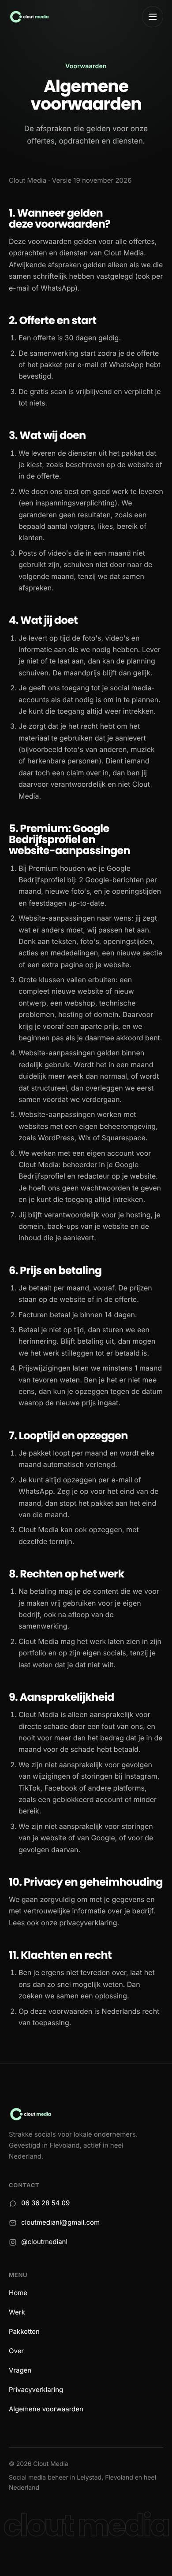 clout media
Voorwaarden
Algemene
voorwaarden
De afspraken die gelden voor onze
offertes, opdrachten en diensten.
Clout Media · Versie 19 november 2026
1. Wanneer gelden
deze voorwaarden?
Deze voorwaarden gelden voor alle offertes,
opdrachten en diensten van Clout Media.
Afwijkende afspraken gelden alleen als we die
samen schriftelijk hebben vastgelegd (ook per
e-mail of WhatsApp).
2. Offerte en start
1. Een offerte is 30 dagen geldig.
2. De samenwerking start zodra je de offerte
of het pakket per e-mail of WhatsApp hebt
bevestigd.
3. De gratis scan is vrijblijvend en verplicht je
tot niets.
3. Wat wij doen
1. We leveren de diensten uit het pakket dat
je kiest, zoals beschreven op de website of
in de offerte.
2. We doen ons best om goed werk te leveren
(een inspanningsverplichting). We
garanderen geen resultaten, zoals een
bepaald aantal volgers, likes, bereik of
klanten.
3. Posts of video's die in een maand niet
gebruikt zijn, schuiven niet door naar de
volgende maand, tenzij we dat samen
afspreken.
4. Wat jij doet
1. Je levert op tijd de foto's, video's en
informatie aan die we nodig hebben. Lever
je niet of te laat aan, dan kan de planning
schuiven. De maandprijs blijft dan gelijk.
2. Je geeft ons toegang tot je social media-
accounts als dat nodig is om in te plannen.
Je kunt die toegang altijd weer intrekken.
3. Je zorgt dat je het recht hebt om het
materiaal te gebruiken dat je aanlevert
(bijvoorbeeld foto's van anderen, muziek
of herkenbare personen). Dient iemand
daar toch een claim over in, dan ben jij
daarvoor verantwoordelijk en niet Clout
Media.
5. Premium: Google
Bedrijfsprofiel en
website-aanpassingen
1. Bij Premium houden we je Google
Bedrijfsprofiel bij: 2 Google-berichten per
maand, nieuwe foto's, en je openingstijden
en feestdagen up-to-date.
2. Website-aanpassingen naar wens: jij zegt
wat er anders moet, wij passen het aan.
Denk aan teksten, foto's, openingstijden,
acties en mededelingen, een nieuwe sectie
of een extra pagina op je website.
3. Grote klussen vallen erbuiten: een
compleet nieuwe website of nieuw
ontwerp, een webshop, technische
problemen, hosting of domein. Daarvoor
krijg je vooraf een aparte prijs, en we
beginnen pas als je daarmee akkoord bent.
4. Website-aanpassingen gelden binnen
redelijk gebruik. Wordt het in een maand
duidelijk meer werk dan normaal, of wordt
dat structureel, dan overleggen we eerst
samen voordat we verdergaan.
5. Website-aanpassingen werken met
websites met een eigen beheeromgeving,
zoals WordPress, Wix of Squarespace.
6. We werken met een eigen account voor
Clout Media: beheerder in je Google
Bedrijfsprofiel en redacteur op je website.
Je hoeft ons geen wachtwoorden te geven
en je kunt die toegang altijd intrekken.
7. Jij blijft verantwoordelijk voor je hosting, je
domein, back-ups van je website en de
inhoud die je aanlevert.
6. Prijs en betaling
1. Je betaalt per maand, vooraf. De prijzen
staan op de website of in de offerte.
2. Facturen betaal je binnen 14 dagen.
3. Betaal je niet op tijd, dan sturen we een
herinnering. Blijft betaling uit, dan mogen
we het werk stilleggen tot er betaald is.
4. Prijswijzigingen laten we minstens 1 maand
van tevoren weten. Ben je het er niet mee
eens, dan kun je opzeggen tegen de datum
waarop de nieuwe prijs ingaat.
7. Looptijd en opzeggen
1. Je pakket loopt per maand en wordt elke
maand automatisch verlengd.
2. Je kunt altijd opzeggen per e-mail of
WhatsApp. Zeg je op voor het eind van de
maand, dan stopt het pakket aan het eind
van die maand.
3. Clout Media kan ook opzeggen, met
dezelfde termijn.
8. Rechten op het werk
1. Na betaling mag je de content die we voor
je maken vrij gebruiken voor je eigen
bedrijf, ook na afloop van de
samenwerking.
2. Clout Media mag het werk laten zien in zijn
portfolio en op zijn eigen socials, tenzij je
laat weten dat je dat niet wilt.
9. Aansprakelijkheid
1. Clout Media is alleen aansprakelijk voor
directe schade door een fout van ons, en
nooit voor meer dan het bedrag dat je in de
maand voor de schade hebt betaald.
2. We zijn niet aansprakelijk voor gevolgen
van wijzigingen of storingen bij Instagram,
TikTok, Facebook of andere platforms,
zoals een geblokkeerd account of minder
bereik.
3. We zijn niet aansprakelijk voor storingen
van je website of van Google, of voor de
gevolgen daarvan.
10. Privacy en geheimhouding
We gaan zorgvuldig om met je gegevens en
met vertrouwelijke informatie over je bedrijf.
Lees ook onze privacyverklaring.
11. Klachten en recht
1. Ben je ergens niet tevreden over, laat het
ons dan zo snel mogelijk weten. Dan
zoeken we samen een oplossing.
2. Op deze voorwaarden is Nederlands recht
van toepassing.
clout media
Strakke socials voor lokale ondernemers.
Gevestigd in Flevoland, actief in heel
Nederland.
CONTACT
06 36 28 54 09
cloutmedianl@gmail.com
@cloutmedianl
MENU
Home
Werk
Pakketten
Over
Vragen
Privacyverklaring
Algemene voorwaarden
© 2026 Clout Media
Social media beheer in Lelystad, Flevoland en heel
Nederland
clout media